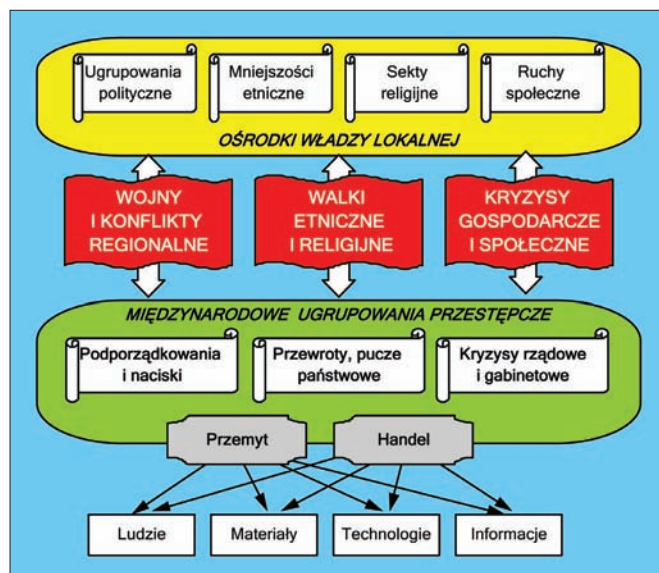 Ugrupowania
polityczne
Mniejszości
etniczne
Sekty
religijne
Ruchy
społeczne
OŚRODKI WŁADZY LOKALNEJ
WOJNY
I KONFLIKTY
REGIONALNE
WALKI
ETNICZNE
I RELIGIJNE
KRYZYSY
GOSPODARCZE
I SPOŁECZNE
MIĘDZYNARODOWE UGRUPOWANIA PRZESTĘPCZE
Podporządkowania
i naciski
Przewroty, pucze
państwowe
Kryzysy rządowe
i gabinetowe
Przemyt
Handel
Ludzie
Materiały
Technologie
Informacje